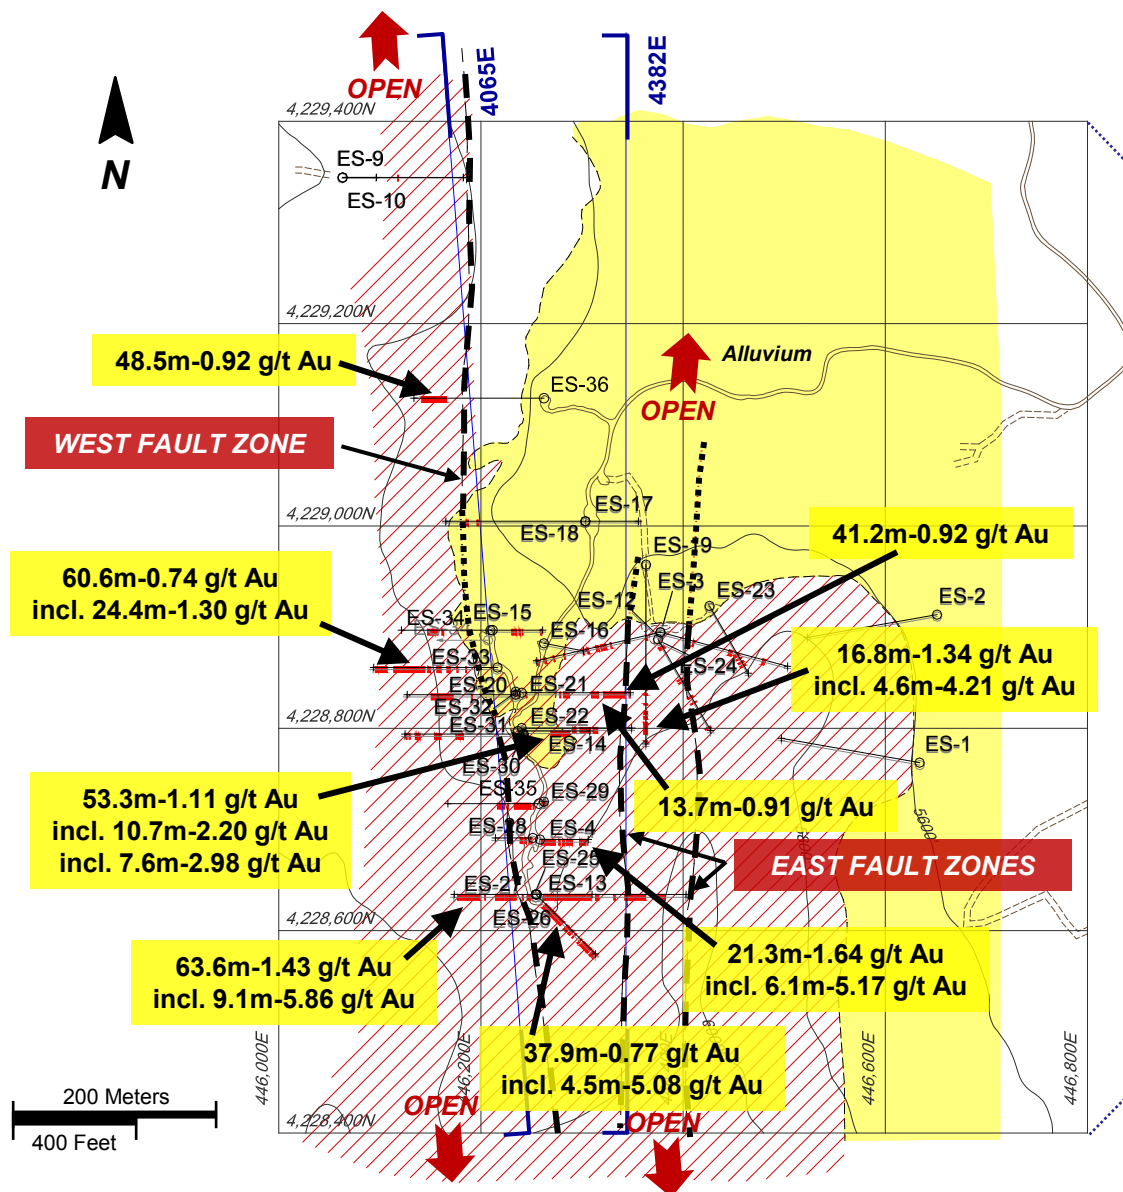 OPEN
4065E
4382E
4,229,400N
N
ES-9
ES-10
4,229,200N
48.5m-0.92 g/t Au
Alluvium
ES-36
OPEN
WEST FAULT ZONE
4,229,000N
ES-17
ES-18
41.2m-0.92 g/t Au
ES-19
ES-3
60.6m-0.74 g/t Au
incl. 24.4m-1.30 g/t Au
ES-12
ES-23
ES-2
ES-34
ES-15
ES-16
ES-33
ES-24
16.8m-1.34 g/t Au
incl. 4.6m-4.21 g/t Au
ES-20
ES-21
ES-32
4,228,800N
ES-31
ES-22
ES-14
ES-1
ES-30
53.3m-1.11 g/t Au
incl. 10.7m-2.20 g/t Au
incl. 7.6m-2.98 g/t Au
ES-35
ES-29
13.7m-0.91 g/t Au
5600
ES-28
ES-4
ES-25
EAST FAULT ZONES
ES-27
ES-13
ES-26
4,228,600N
63.6m-1.43 g/t Au
incl. 9.1m-5.86 g/t Au
21.3m-1.64 g/t Au
incl. 6.1m-5.17 g/t Au
37.9m-0.77 g/t Au
incl. 4.5m-5.08 g/t Au
446,000E
446,200E
446,600E
446,800E
200 Meters
400 Feet
OPEN
OPEN
4,228,400N